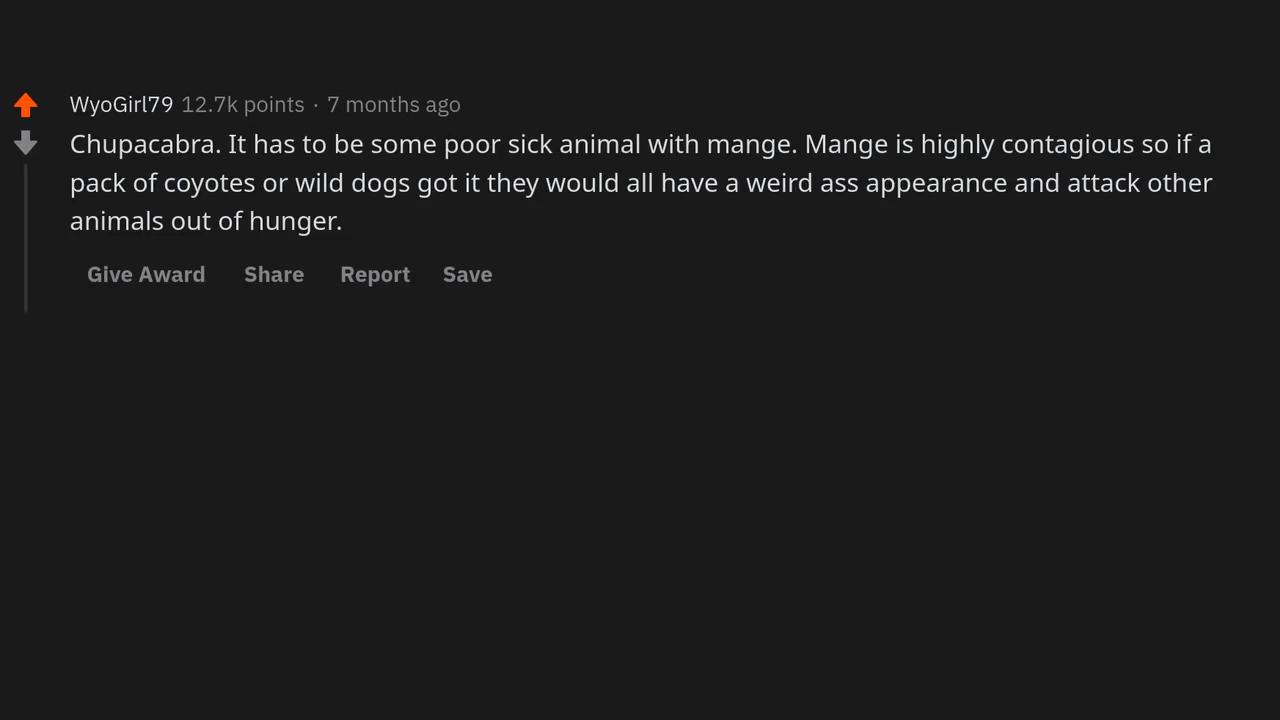 WyoGirl79 12.7k points · 7 months ago
Chupacabra. It has to be some poor sick animal with mange. Mange is highly contagious so if a
pack of coyotes or wild dogs got it they would all have a weird ass appearance and attack other
animals out of hunger.
Give Award Share Report Save